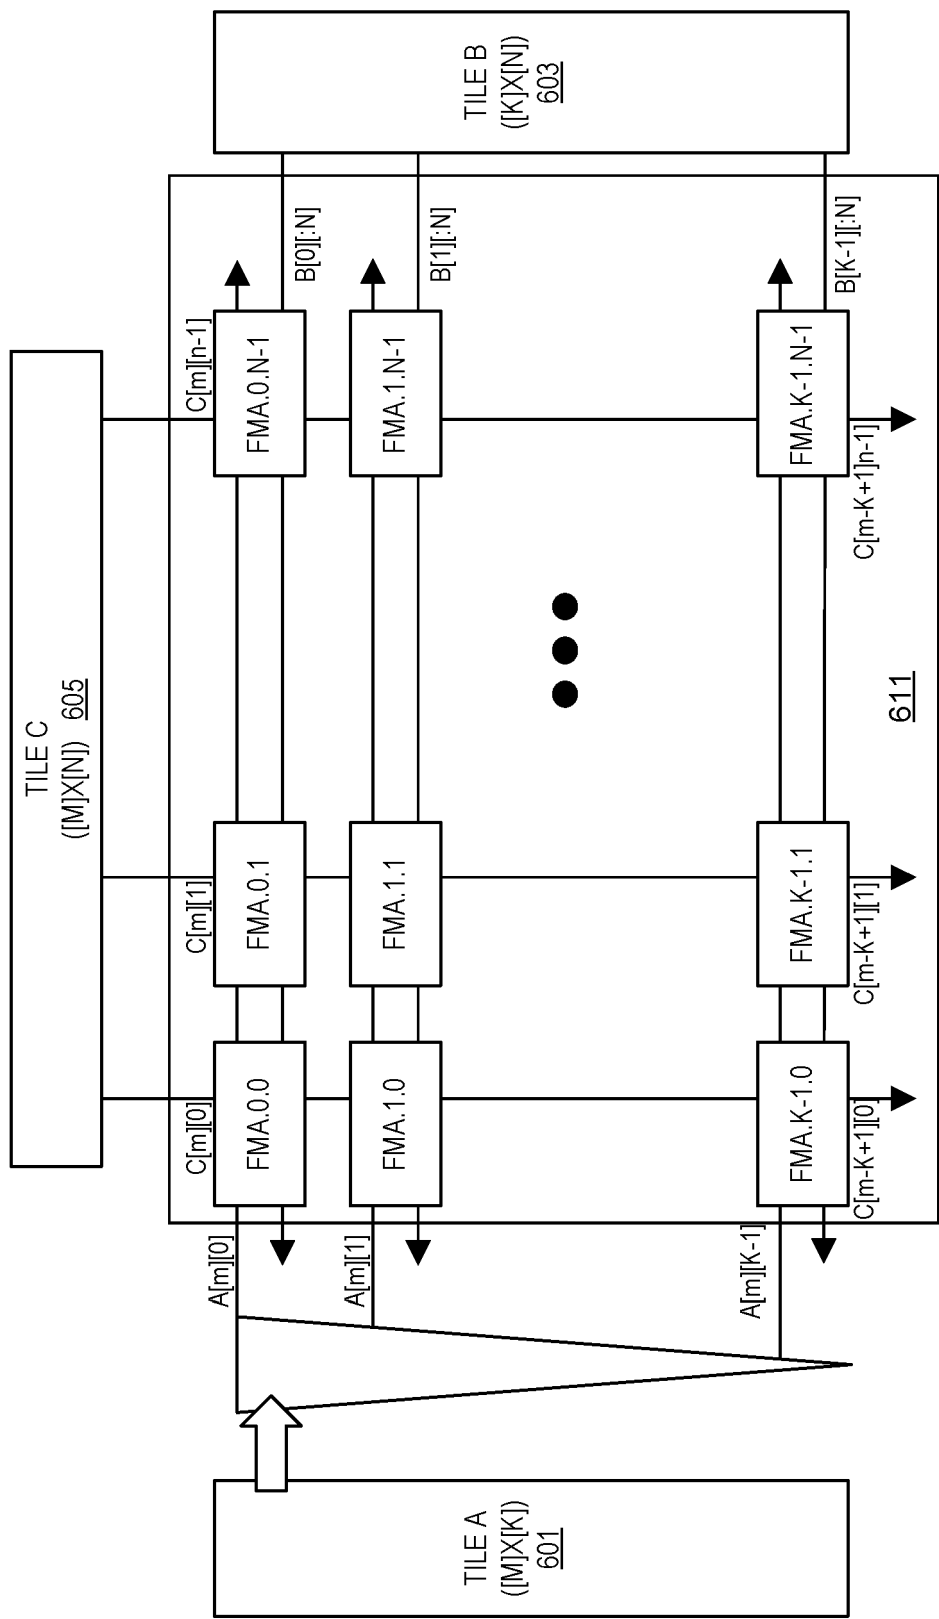 TILE C
([M]X[N]) 605
C[m][0]
C[m][1]
C[m][n-1]
A[m][0]
FMA.0.0
FMA.0.1
FMA.0.N-1
B[0][:N]
A[m][1]
FMA.1.0
FMA.1.1
FMA.1.N-1
B[1][:N]
TILE A
([M]X[K])
601
TILE B
([K]X[N])
603
A[m][K-1]
FMA.K-1.0
FMA.K-1.1
FMA.K-1.N-1
B[K-1][:N]
C[m-K+1][0]
C[m-K+1][1]
C[m-K+1]n-1]
611